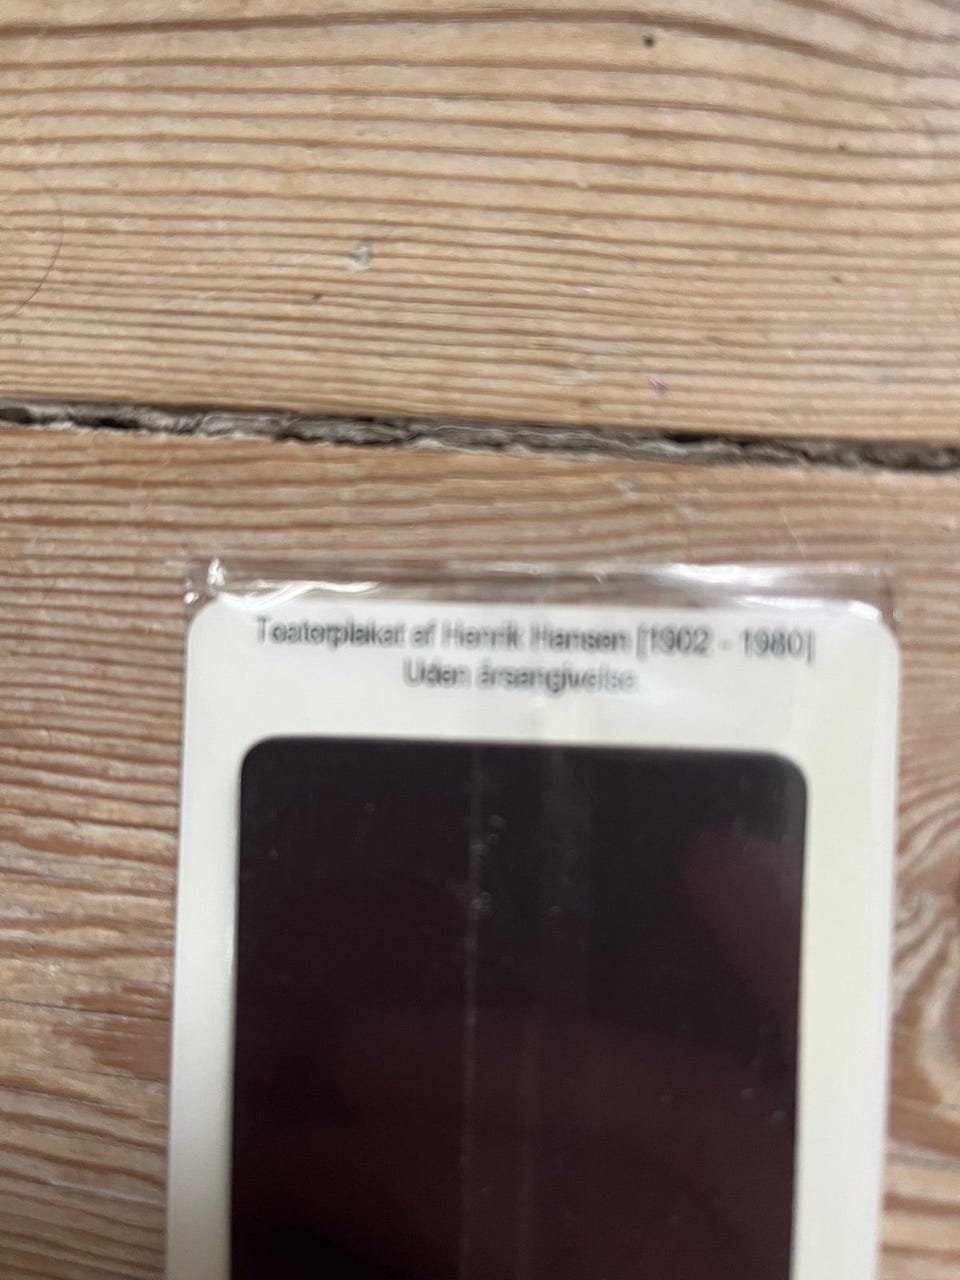 Teaterplakat af Henrik Hansen [1902 - 1980]
Uden årsangivelse